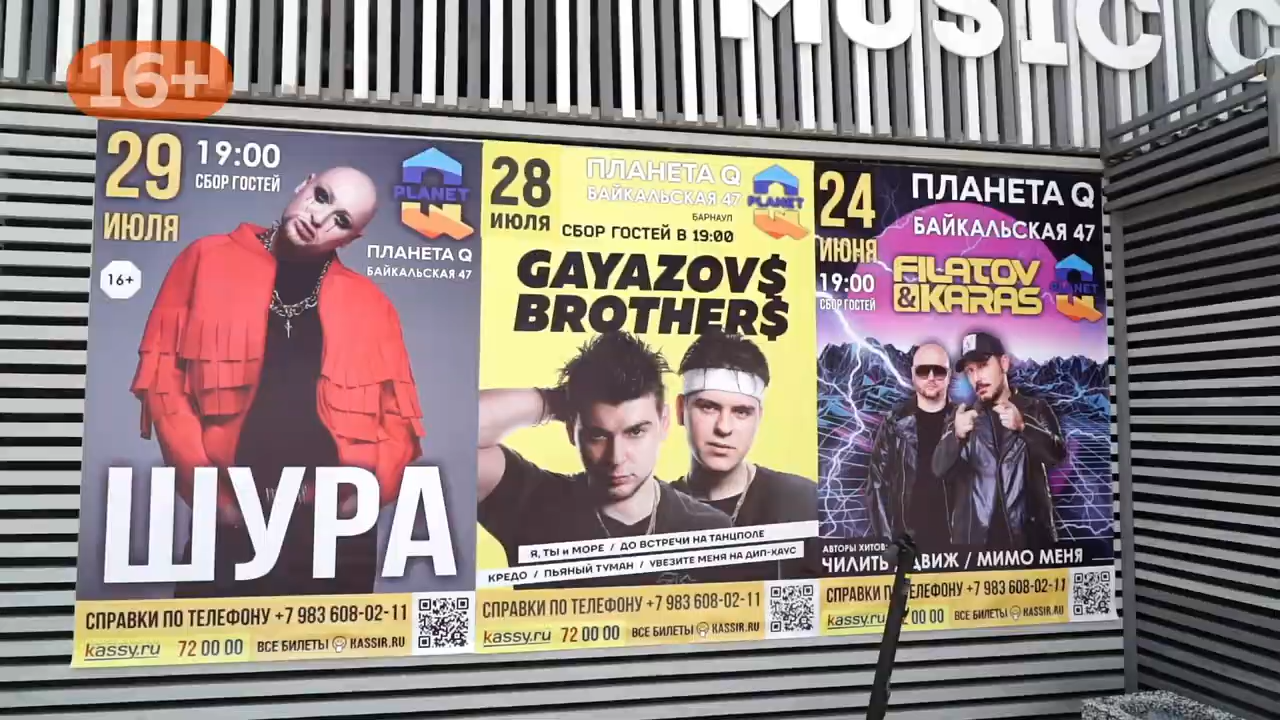 MUSIC C
16+
29
ИЮЛЯ
19:00
СБОР ГОСТЕЙ
PLANET
Q
ПЛАНЕТА Q
БАЙКАЛЬСКАЯ 47
16+
ШУРА
СПРАВКИ ПО ТЕЛЕФОНУ +7 983 608-02-11
kassy.ru 72 00 00 ВСЕ БИЛЕТЫ KASSIR.RU
28
ИЮЛЯ
ПЛАНЕТА Q
БАЙКАЛЬСКАЯ 47
БАРНАУЛ
PLANET
Q
СБОР ГОСТЕЙ В 19:00
GAYAZOV$
BROTHER$
Я, ТЫ и МОРЕ / ДО ВСТРЕЧИ НА ТАНЦПОЛЕ
КРЕДО / ПЬЯНЫЙ ТУМАН / УВЕЗИТЕ МЕНЯ НА ДИП-ХАУС
СПРАВКИ ПО ТЕЛЕФОНУ +7 983 608-02-11
kassy.ru 72 00 00 ВСЕ БИЛЕТЫ KASSIR.RU
24
ИЮНЯ
19:00
СБОР ГОСТЕЙ
ПЛАНЕТА Q
БАЙКАЛЬСКАЯ 47
FILATOV
&KARAS
PLANET
Q
АВТОРЫ ХИТОВ:
ЧИЛИТЬ / ДВИЖ / МИМО МЕНЯ
СПРАВКИ ПО ТЕЛЕФОНУ +7 983 608-02-11
kassy.ru 00 00 ВСЕ БИЛЕТЫ KASSIR.RU